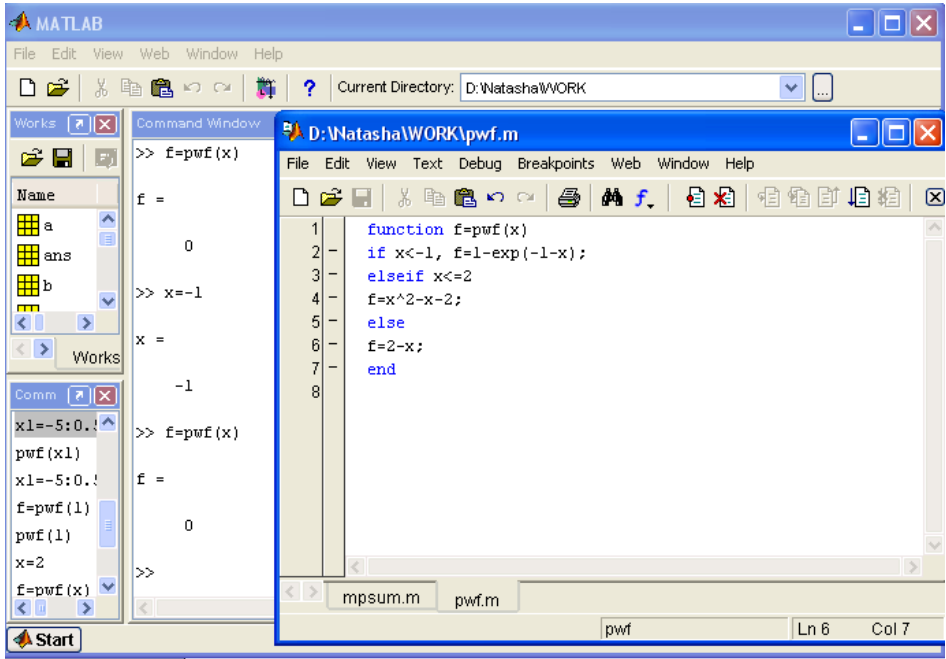 MATLAB
File Edit View Web Window Help
? Current Directory: D:\Natasha\WORK ...
Works
Name
a
ans
b
Works
Comm
x1=-5:0.5
pwf(x1)
x1=-5:0.5
f=pwf(1)
pwf(1)
x=2
f=pwf(x)
Start
Command Window
>> f=pwf(x)
f =
0
>> x=-1
x =
-1
>> f=pwf(x)
f =
0
>>
D:\Natasha\WORK\pwf.m
File Edit View Text Debug Breakpoints Web Window Help
1 function f=pwf(x)
2 - if x<-1, f=1-exp(-1-x);
3 - elseif x<=2
4 - f=x^2-x-2;
5 - else
6 - f=2-x;
7 - end
8
mpsum.m pwf.m
pwf Ln 6 Col 7